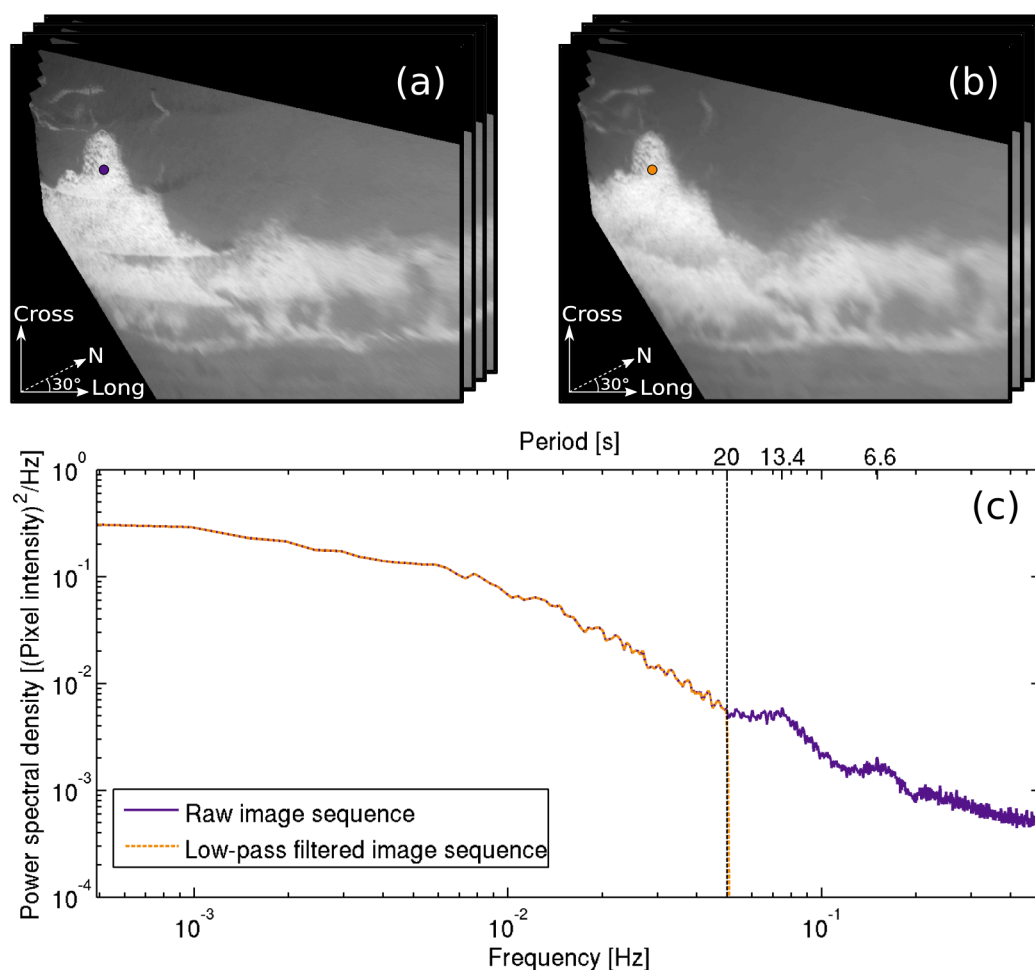 (a)
Cross
N
30°
Long
(b)
Cross
N
30°
Long
Period [s]
20 13.4 6.6
(c)
Power spectral density [(Pixel intensity)²/Hz]
10⁰
10⁻¹
10⁻²
10⁻³
10⁻⁴
Raw image sequence
Low-pass filtered image sequence
10⁻³ 10⁻² 10⁻¹
Frequency [Hz]